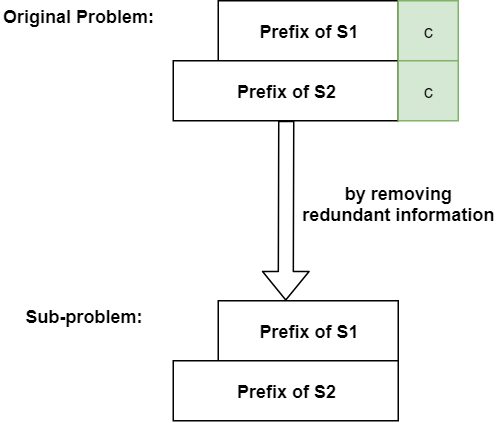 Original Problem:
Prefix of S1 c
Prefix of S2 c
by removing
redundant information
Sub-problem:
Prefix of S1
Prefix of S2